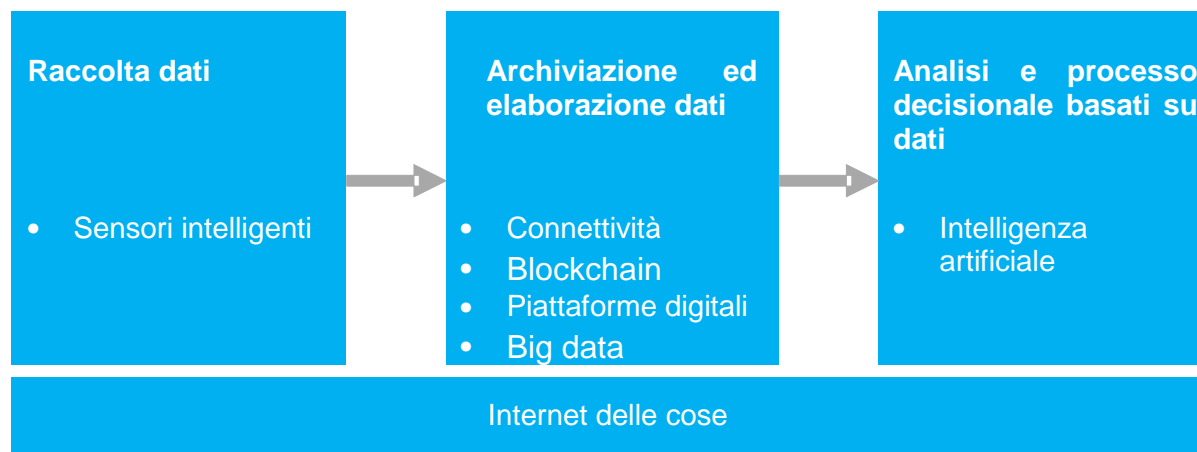 Raccolta dati
• Sensori intelligenti
Archiviazione ed
elaborazione dati
• Connettività
• Blockchain
• Piattaforme digitali
• Big data
Analisi e processo
decisionale basati su
dati
• Intelligenza
artificiale
Internet delle cose